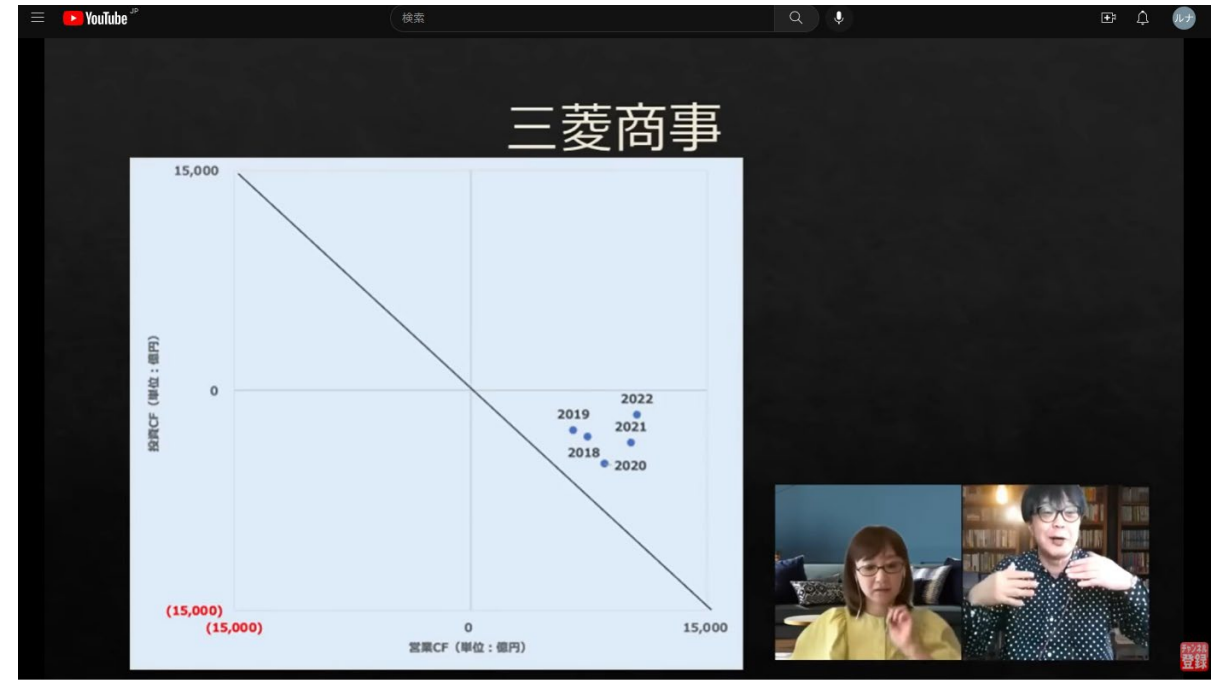 YouTube JP
検索
ルナ
三菱商事
15,000
投資CF（単位：億円）
0
2022
2019
2021
2018
2020
(15,000)
(15,000)
0
15,000
営業CF（単位：億円）
チャンネル
登録